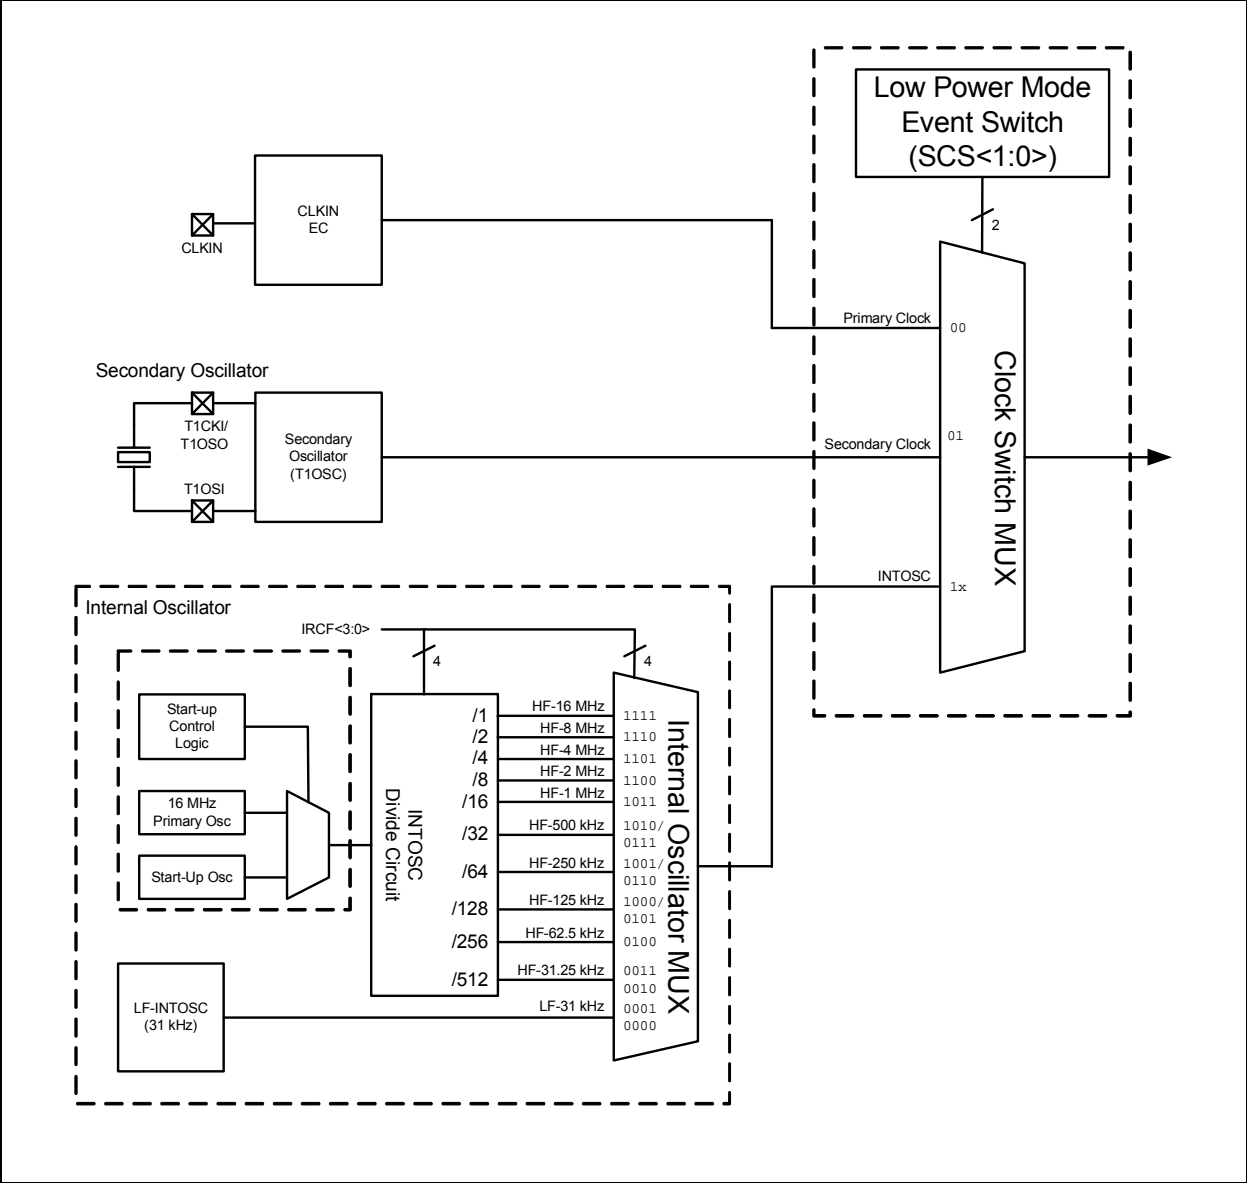 Low Power Mode
Event Switch
(SCS<1:0>)
2
CLKIN
EC
CLKIN
Primary Clock
00
Secondary Oscillator
T1CKI/
T1OSO
Secondary
Oscillator
(T1OSC)
T1OSI
Secondary Clock
01
Clock Switch MUX
INTOSC
1x
Internal Oscillator
IRCF<3:0>
4
4
Start-up
Control
Logic
16 MHz
Primary Osc
Start-Up Osc
INTOSC
Divide Circuit
/1
HF-16 MHz
1111
/2
HF-8 MHz
1110
/4
HF-4 MHz
1101
/8
HF-2 MHz
1100
/16
HF-1 MHz
1011
/32
HF-500 kHz
1010/
0111
/64
HF-250 kHz
1001/
0110
/128
HF-125 kHz
1000/
0101
/256
HF-62.5 kHz
0100
/512
HF-31.25 kHz
0011
0010
LF-31 kHz
0001
0000
Internal Oscillator MUX
LF-INTOSC
(31 kHz)